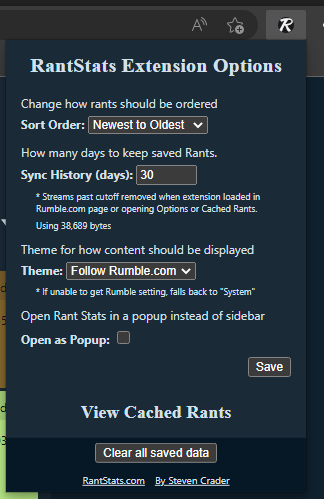 RantStats Extension Options
Change how rants should be ordered
Sort Order: Newest to Oldest
How many days to keep saved Rants.
Sync History (days): 30
* Streams past cutoff removed when extension loaded in
Rumble.com page or opening Options or Cached Rants.
Using 38,689 bytes
Theme for how content should be displayed
Theme: Follow Rumble.com
* If unable to get Rumble setting, falls back to "System"
Open Rant Stats in a popup instead of sidebar
Open as Popup:
Save
View Cached Rants
Clear all saved data
RantStats.com By Steven Crader